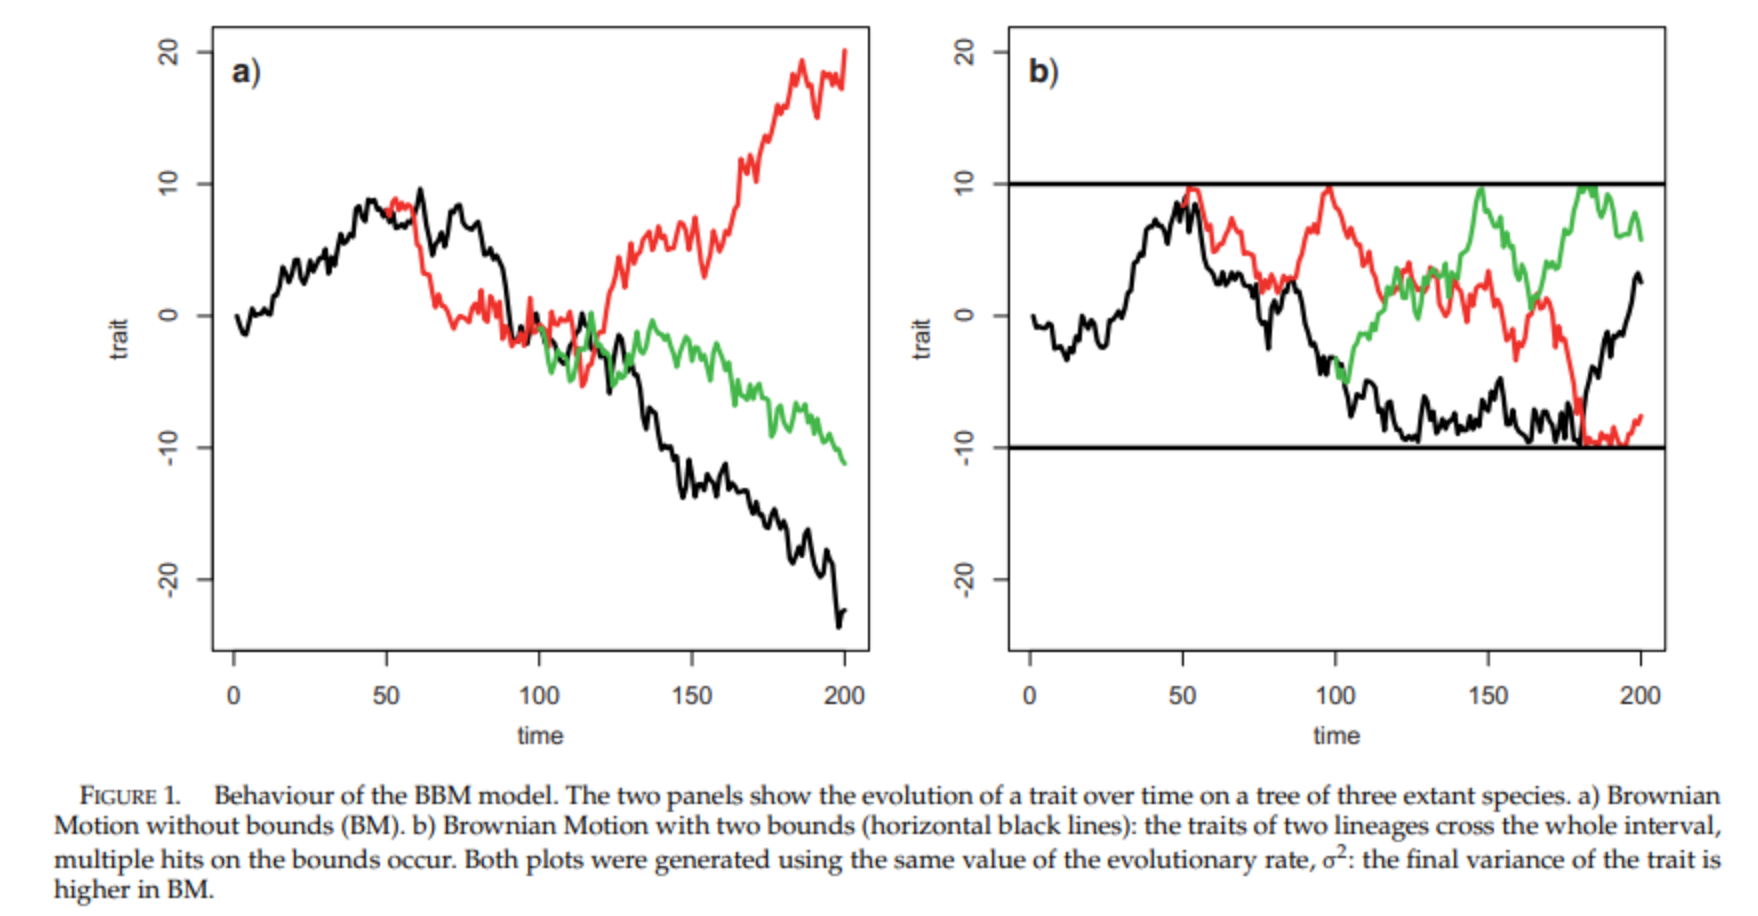 a)
20
10
0
-10
-20
trait
0 50 100 150 200
time
b)
20
10
0
-10
-20
trait
0 50 100 150 200
time
FIGURE 1. Behaviour of the BBM model. The two panels show the evolution of a trait over time on a tree of three extant species. a) Brownian
Motion without bounds (BM). b) Brownian Motion with two bounds (horizontal black lines): the traits of two lineages cross the whole interval,
multiple hits on the bounds occur. Both plots were generated using the same value of the evolutionary rate, σ²: the final variance of the trait is
higher in BM.